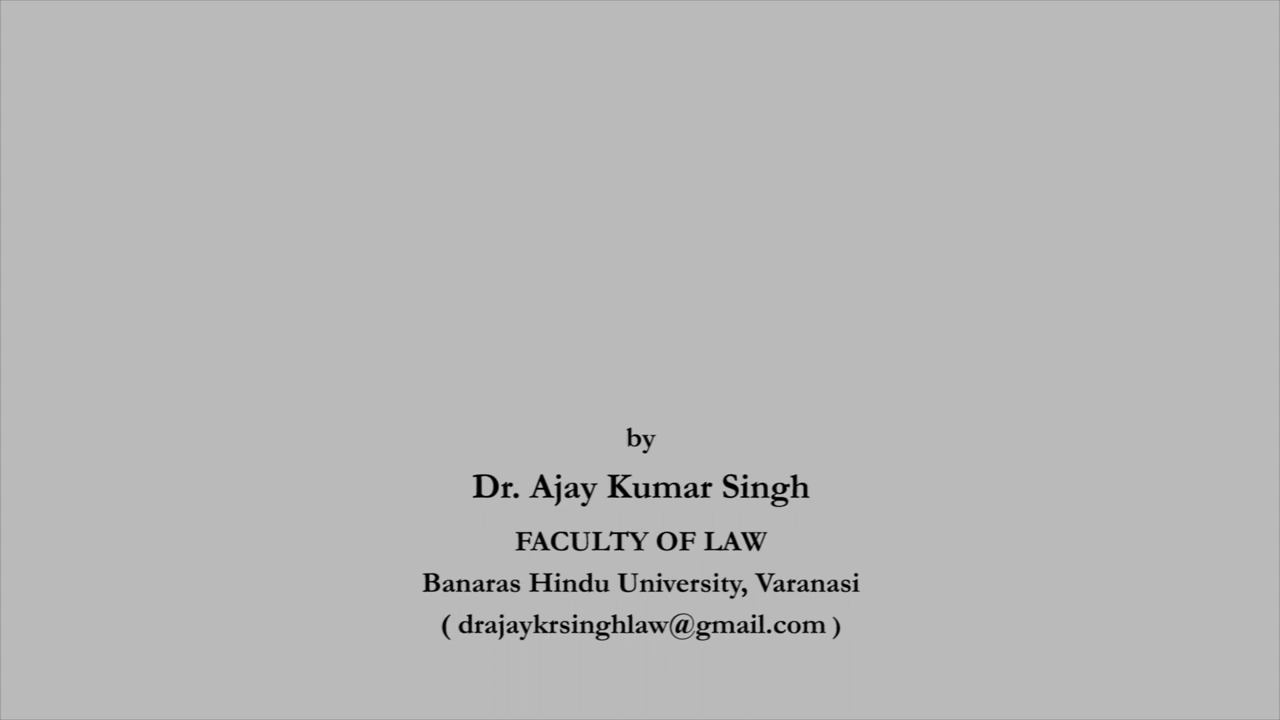 by
Dr. Ajay Kumar Singh
FACULTY OF LAW
Banaras Hindu University, Varanasi
( drajaykrsinghlaw@gmail.com )